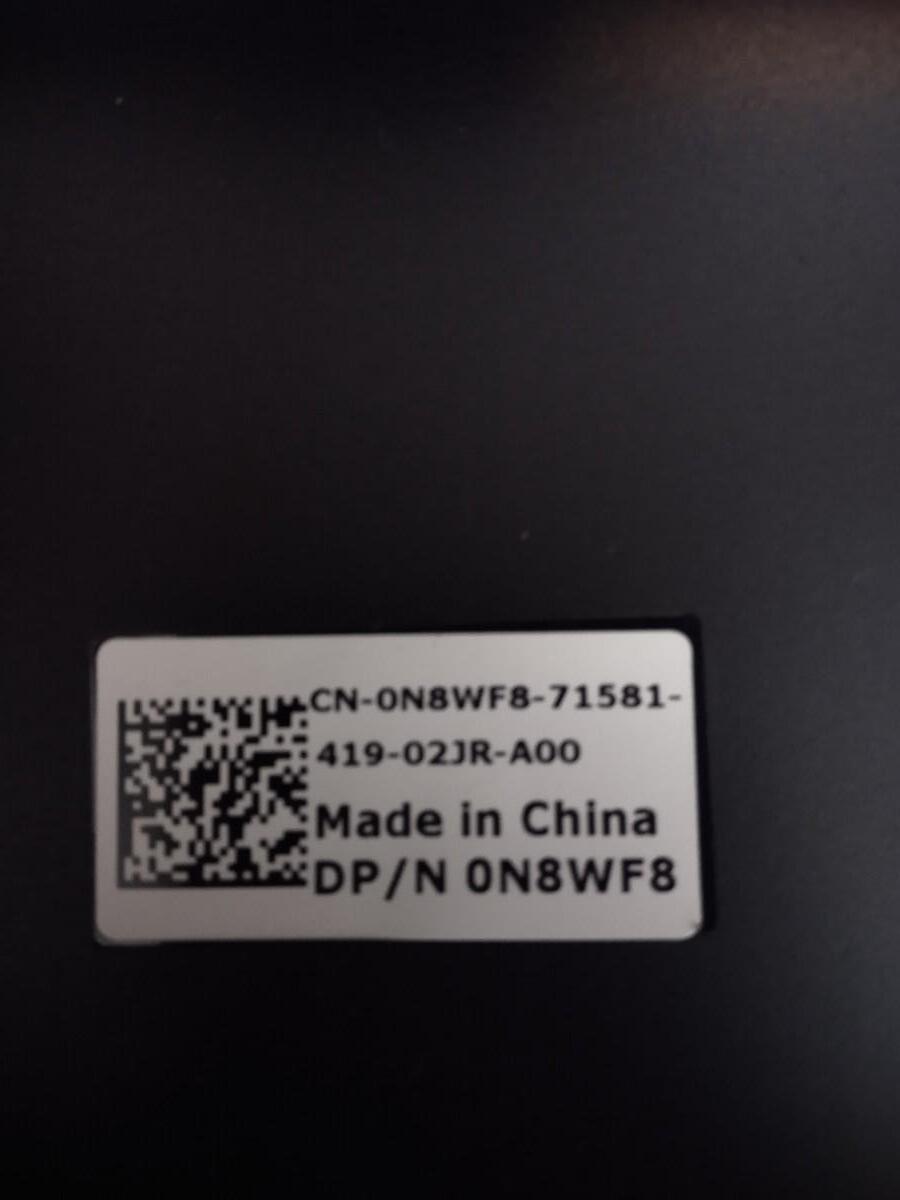 CN-0N8WF8-71581-
419-02JR-A00
Made in China
DP/N 0N8WF8